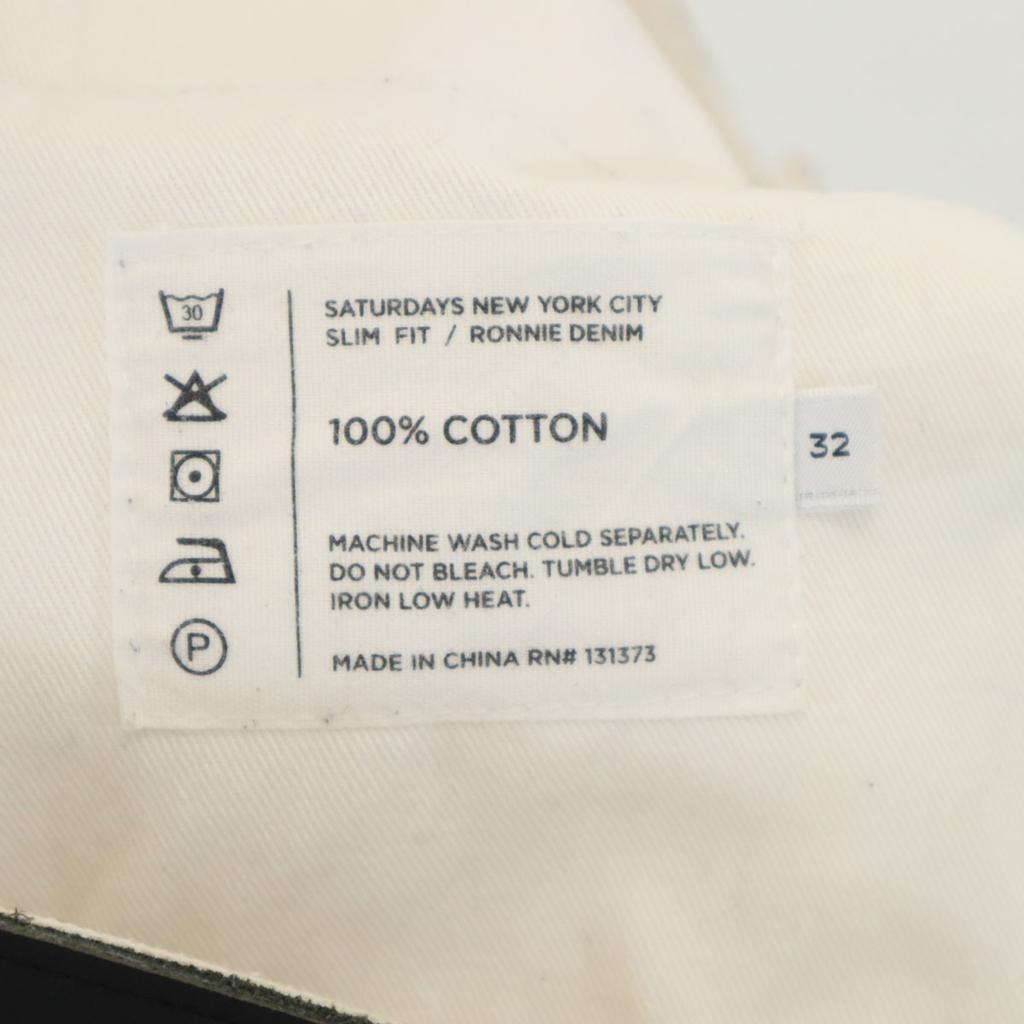 30
SATURDAYS NEW YORK CITY
SLIM FIT / RONNIE DENIM
100% COTTON
32
MACHINE WASH COLD SEPARATELY.
DO NOT BLEACH. TUMBLE DRY LOW.
IRON LOW HEAT.
P
MADE IN CHINA RN# 131373